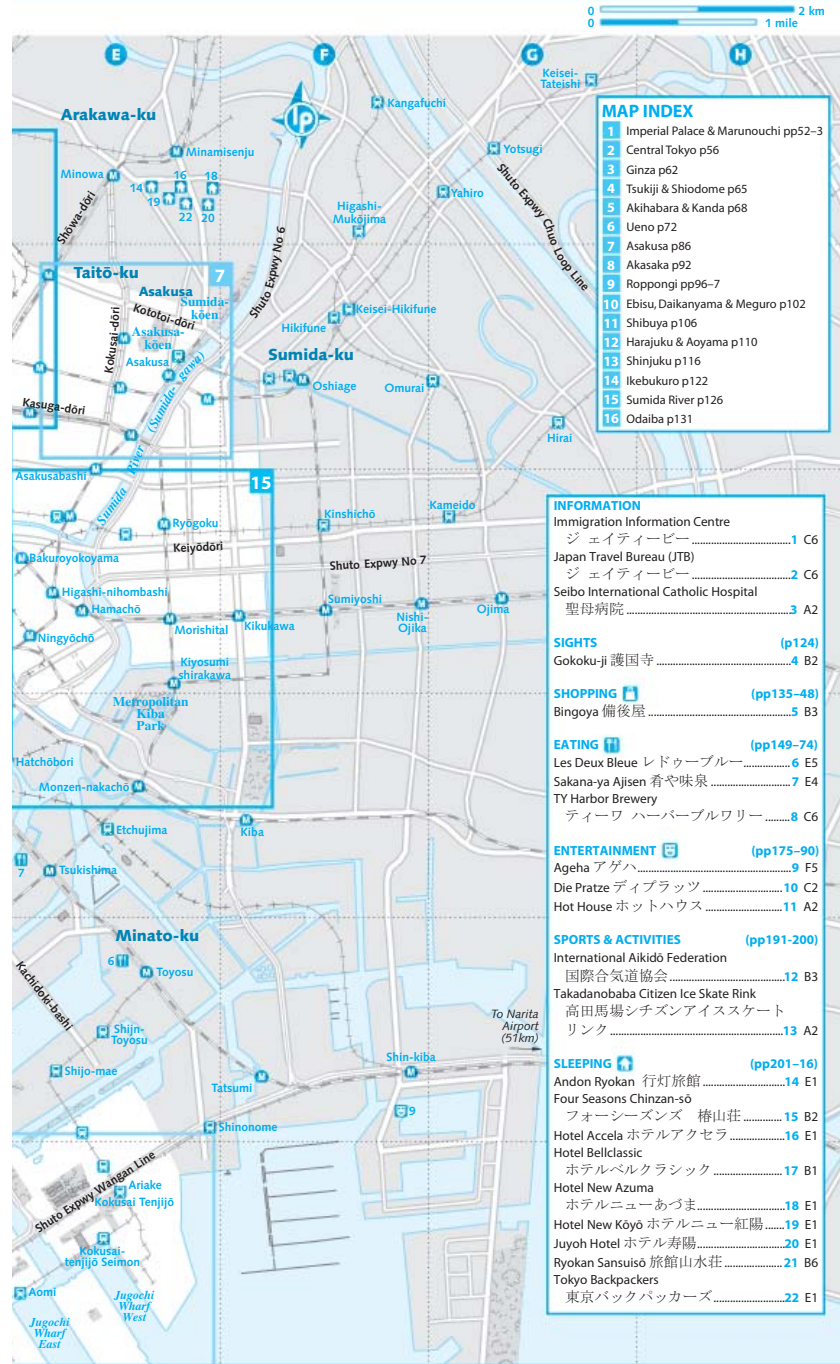 0 2 km
0 1 mile
E
F
G
H
Arakawa-ku
Keisei-
Tateishi
Kangafuchi
lp
Minamisenju
Yotsugi
Minowa
14
16
18
19
22
20
Yahiro
Higashi-
Mukōjima
Shōwa-dōri
Shuto Expwy No 6
Shuto Expwy Chuo Loop Line
Taitō-ku
7
Asakusa
Sumida-
kōen
Kototoi-dōri
Kokusai-dōri
Asakusa-
kōen
Asakusa
Keisei-Hikifune
Hikifune
Sumida-ku
Oshiage
Omurai
Kasuga-dōri
Sumida River (Sumida-gawa)
Hirai
Asakusabashi
15
Ryōgoku
Kinshichō
Kameido
Keiyōdōri
Bakuroyokoyama
Shuto Expwy No 7
Higashi-nihombashi
Hamachō
Ningyōchō
Morishital
Kikukawa
Sumiyoshi
Nishi-
Ojika
Ojima
Kiyosumi
shirakawa
Metropolitan
Kiba
Park
Hatchōbori
Monzen-nakachō
Etchujima
Kiba
7
Tsukishima
Minato-ku
6
Toyosu
Kachidoki-bashi
Shijn-
Toyosu
To Narita
Airport
(51km)
Shijo-mae
Tatsumi
Shin-kiba
9
Shinonome
Shuto Expwy Wangan Line
Ariake
Kokusai Tenjijō
Kokusai-
tenjijō Seimon
Aomi
Jugochi
Wharf
West
Jugochi
Wharf
East
MAP INDEX
1 Imperial Palace & Marunouchi pp52–3
2 Central Tokyo p56
3 Ginza p62
4 Tsukiji & Shiodome p65
5 Akihabara & Kanda p68
6 Ueno p72
7 Asakusa p86
8 Akasaka p92
9 Roppongi pp96–7
10 Ebisu, Daikanyama & Meguro p102
11 Shibuya p106
12 Harajuku & Aoyama p110
13 Shinjuku p116
14 Ikebukuro p122
15 Sumida River p126
16 Odaiba p131
INFORMATION
Immigration Information Centre
ジ ェイティービー 1 C6
Japan Travel Bureau (JTB)
ジ ェイティービー 2 C6
Seibo International Catholic Hospital
聖母病院 3 A2
SIGHTS (p124)
Gokoku-ji 護国寺 4 B2
SHOPPING (pp135–48)
Bingoya 備後屋 5 B3
EATING (pp149–74)
Les Deux Bleue レドゥーブルー 6 E5
Sakana-ya Ajisen 肴や味泉 7 E4
TY Harbor Brewery
ティーワ ハーバーブルワリー 8 C6
ENTERTAINMENT (pp175–90)
Ageha アゲハ 9 F5
Die Pratze ディプラッツ 10 C2
Hot House ホットハウス 11 A2
SPORTS & ACTIVITIES (pp191-200)
International Aikidō Federation
国際合気道協会 12 B3
Takadanobaba Citizen Ice Skate Rink
高田馬場シチズンアイススケート
リンク 13 A2
SLEEPING (pp201–16)
Andon Ryokan 行灯旅館 14 E1
Four Seasons Chinzan-sō
フォーシーズンズ 椿山荘 15 B2
Hotel Accela ホテルアクセラ 16 E1
Hotel Bellclassic
ホテルベルクラシック 17 B1
Hotel New Azuma
ホテルニューあづま 18 E1
Hotel New Kōyō ホテルニュー紅陽 19 E1
Juyoh Hotel ホテル寿陽 20 E1
Ryokan Sansuisō 旅館山水荘 21 B6
Tokyo Backpackers
東京バックパッカーズ 22 E1